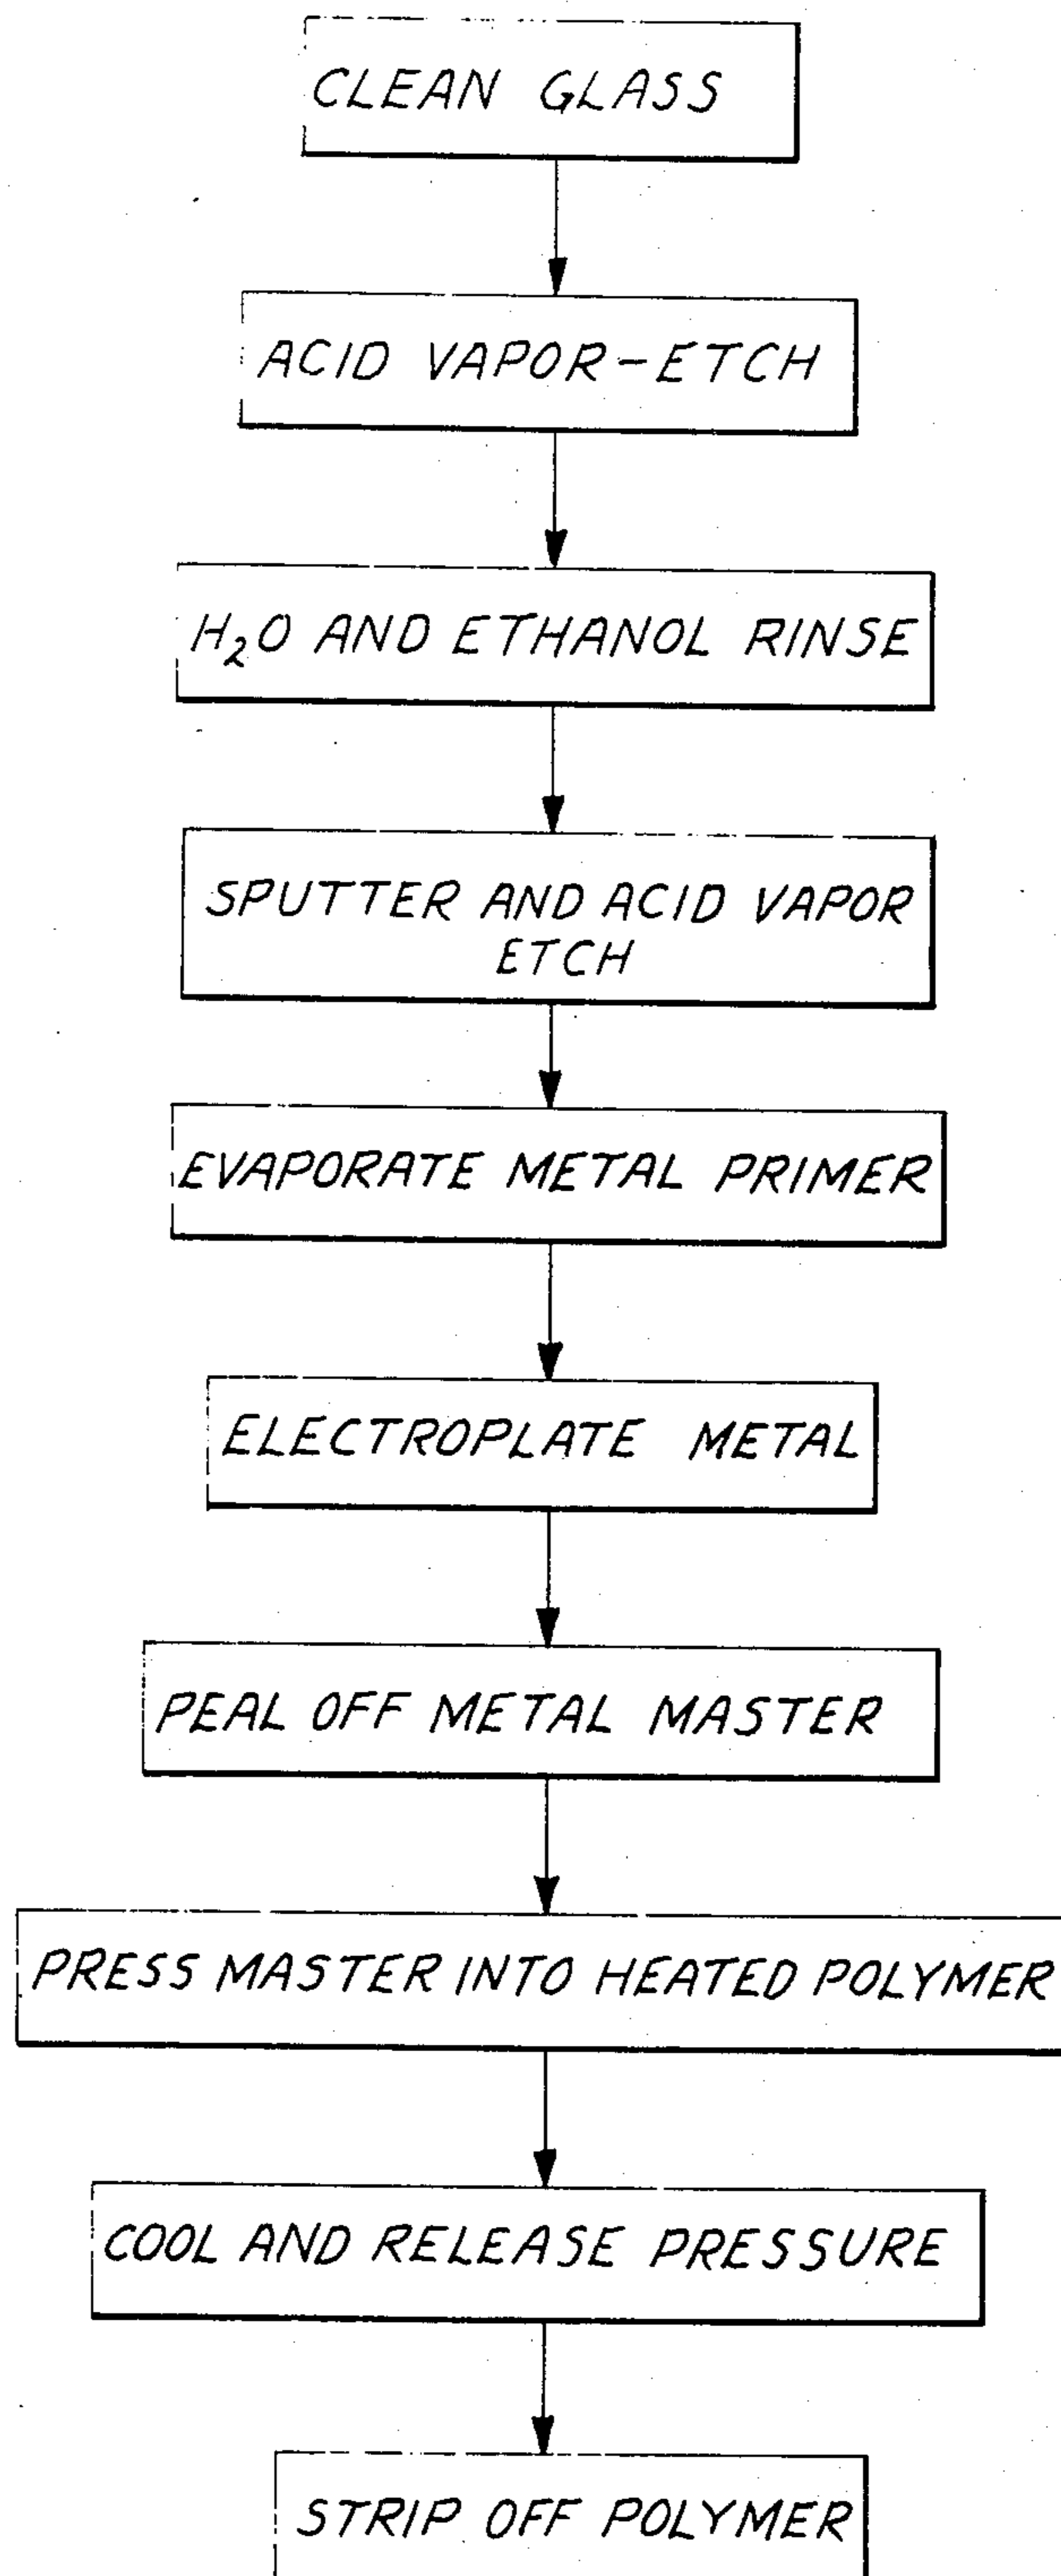 CLEAN GLASS
ACID VAPOR-ETCH
H₂O AND ETHANOL RINSE
SPUTTER AND ACID VAPOR
ETCH
EVAPORATE METAL PRIMER
ELECTROPLATE METAL
PEAL OFF METAL MASTER
PRESS MASTER INTO HEATED POLYMER
COOL AND RELEASE PRESSURE
STRIP OFF POLYMER